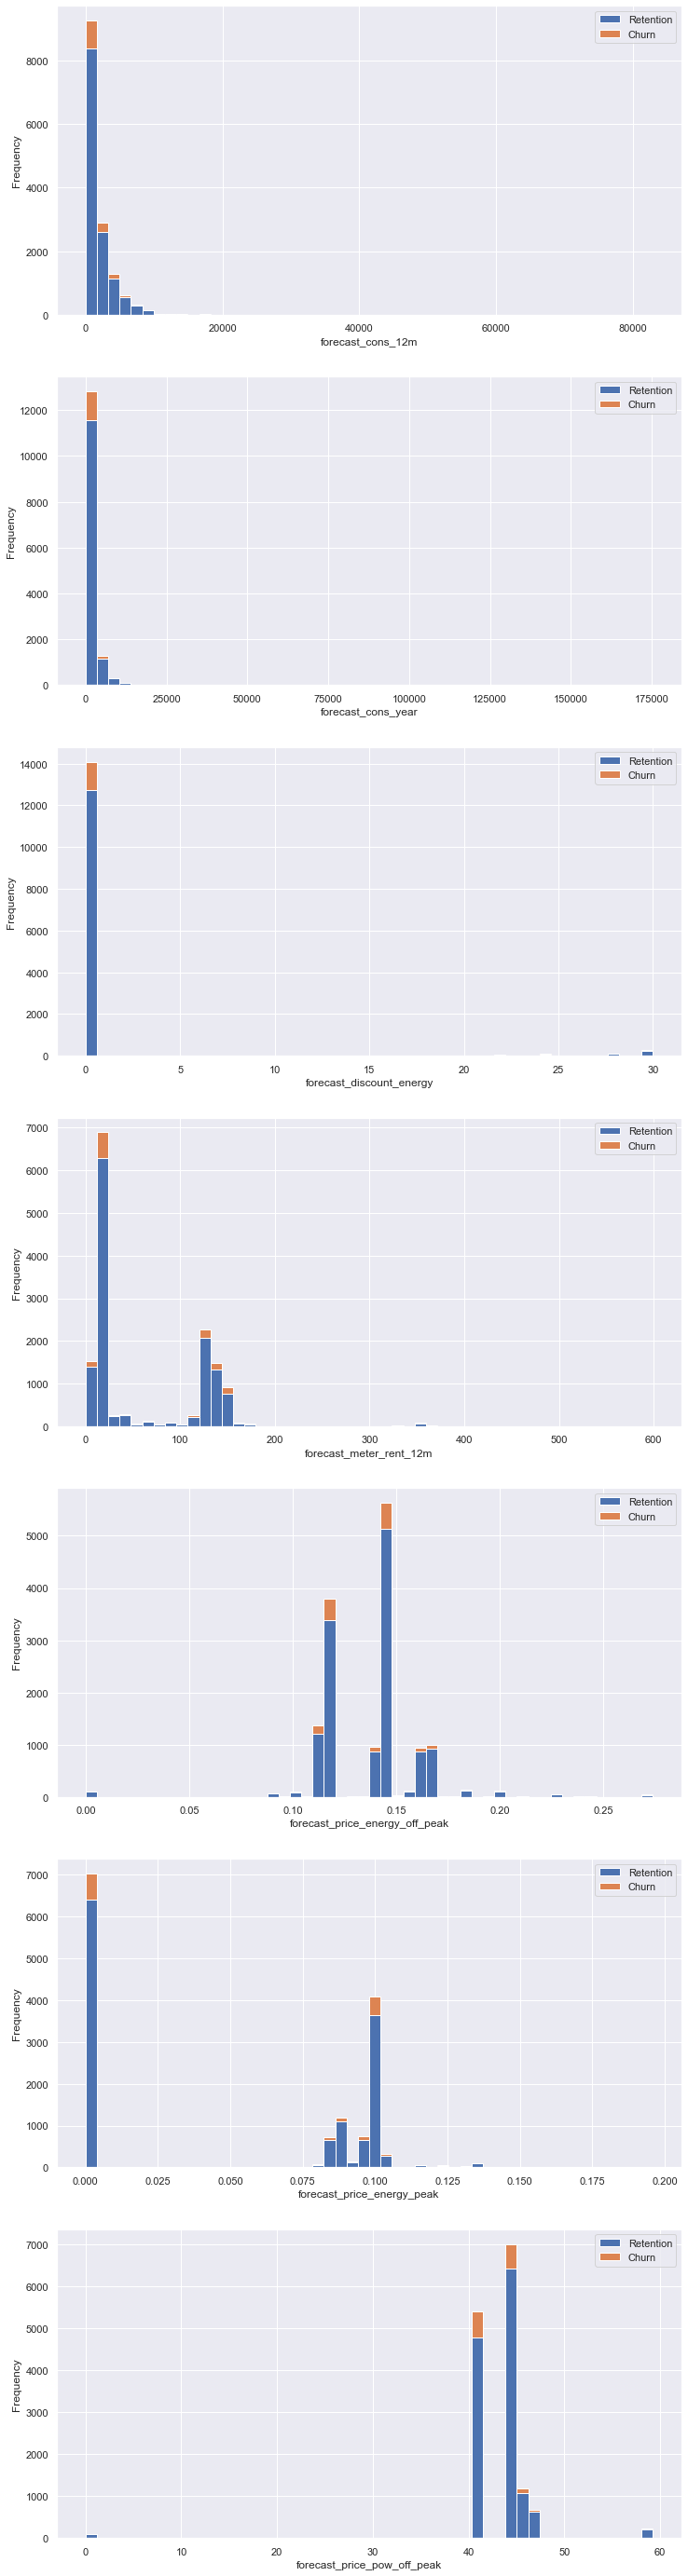 Retention
Churn
8000
6000
4000
2000
0
Frequency
0 20000 40000 60000 80000
forecast_cons_12m
Retention
Churn
12000
10000
8000
6000
4000
2000
0
Frequency
0 25000 50000 75000 100000 125000 150000 175000
forecast_cons_year
Retention
Churn
14000
12000
10000
8000
6000
4000
2000
0
Frequency
0 5 10 15 20 25 30
forecast_discount_energy
Retention
Churn
7000
6000
5000
4000
3000
2000
1000
0
Frequency
0 100 200 300 400 500 600
forecast_meter_rent_12m
Retention
Churn
5000
4000
3000
2000
1000
0
Frequency
0.00 0.05 0.10 0.15 0.20 0.25
forecast_price_energy_off_peak
Retention
Churn
7000
6000
5000
4000
3000
2000
1000
0
Frequency
0.000 0.025 0.050 0.075 0.100 0.125 0.150 0.175 0.200
forecast_price_energy_peak
Retention
Churn
7000
6000
5000
4000
3000
2000
1000
0
Frequency
0 10 20 30 40 50 60
forecast_price_pow_off_peak